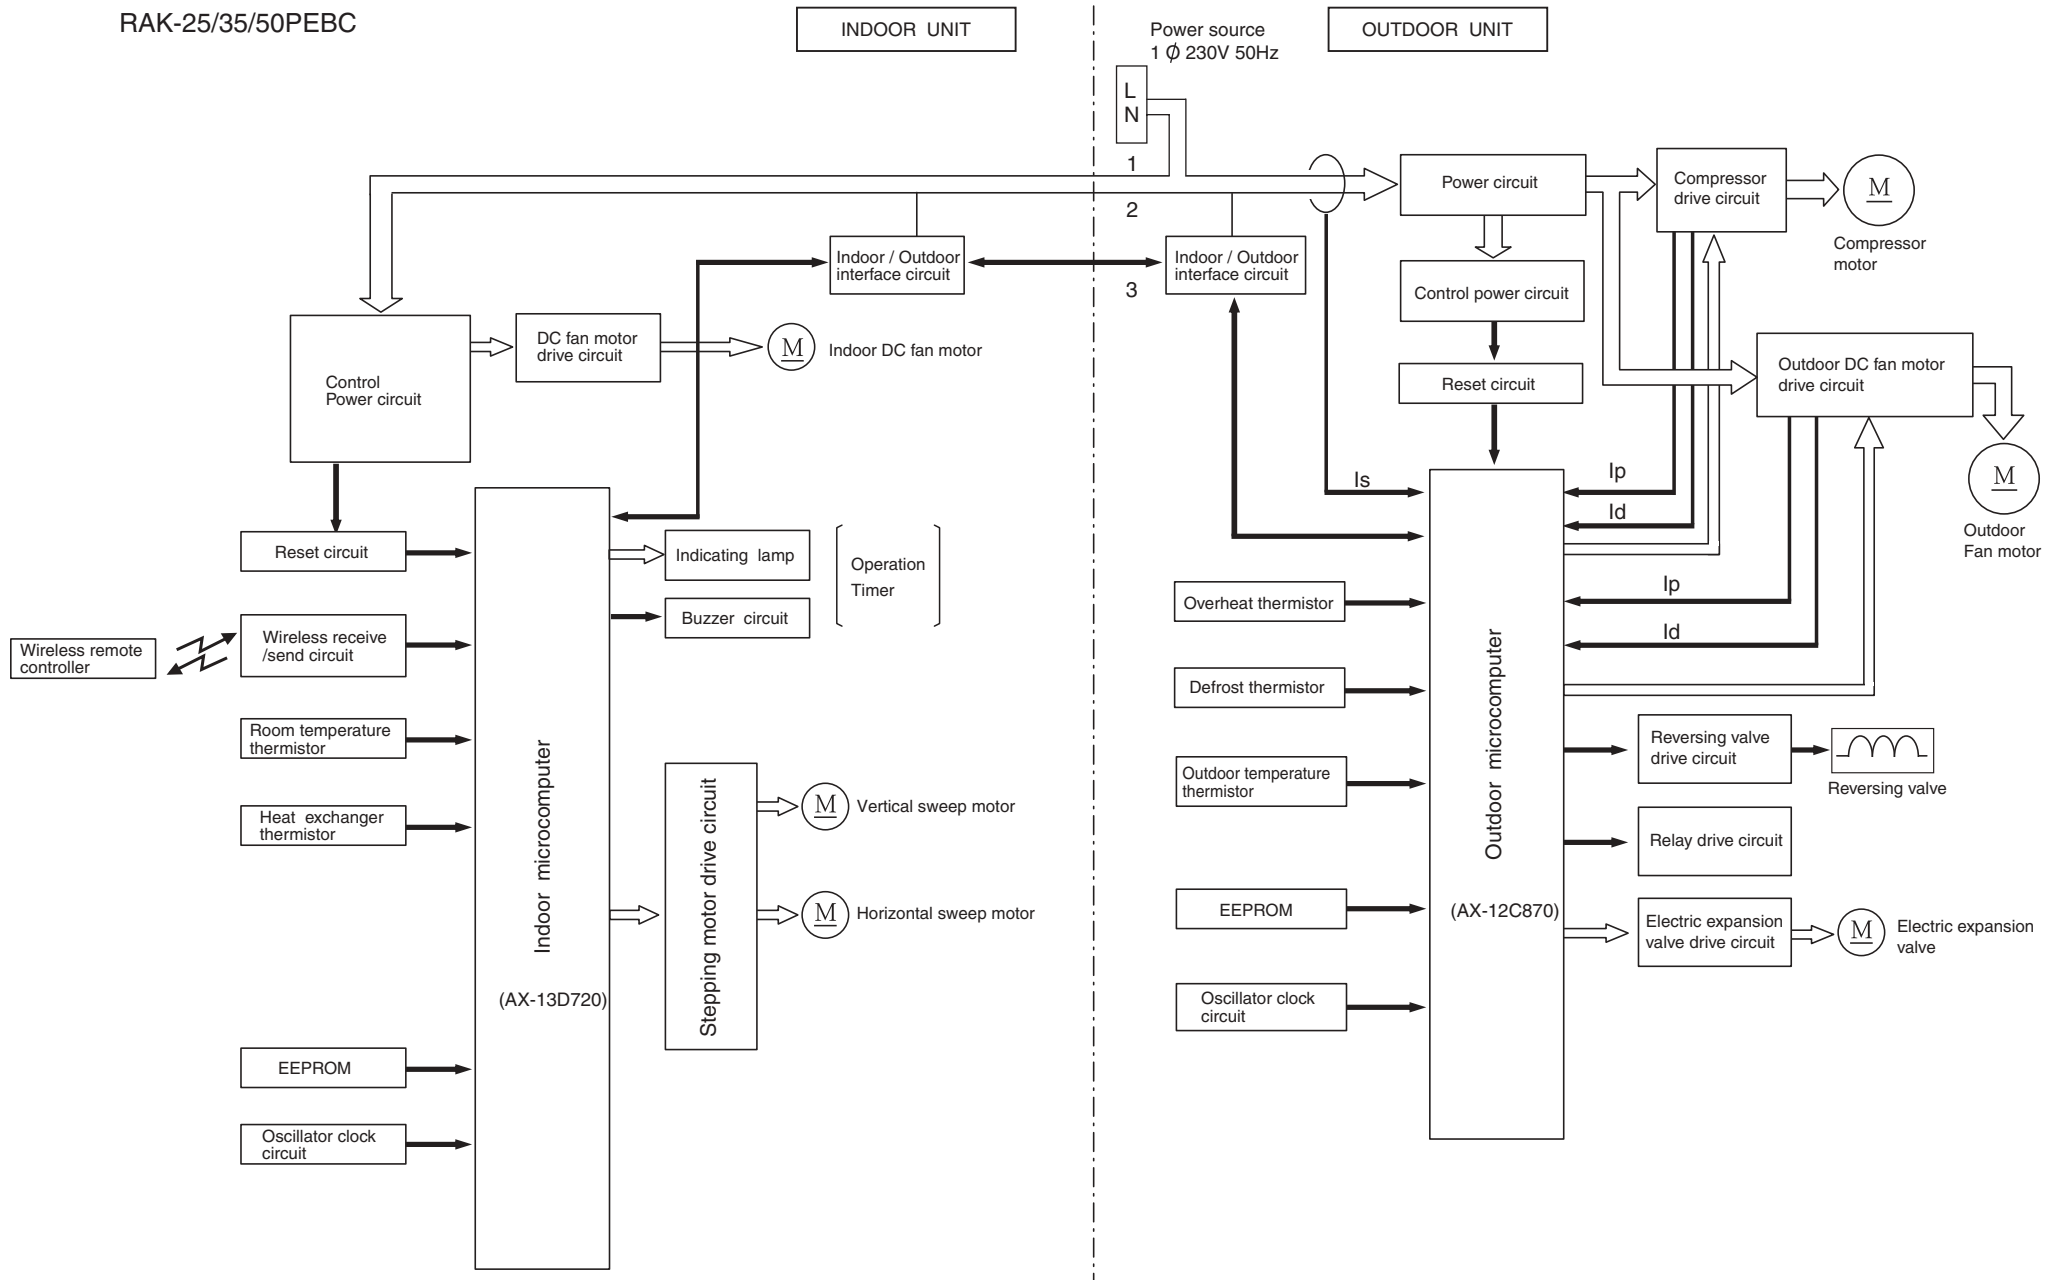 RAK-25/35/50PEBC
INDOOR UNIT
Power source
1 ϕ 230V 50Hz
OUTDOOR UNIT
L
N
1
2
3
Power circuit
Compressor
drive circuit
M
Compressor
motor
Indoor / Outdoor
interface circuit
Indoor / Outdoor
interface circuit
Control power circuit
Control
Power circuit
DC fan motor
drive circuit
M
Indoor DC fan motor
Reset circuit
Outdoor DC fan motor
drive circuit
M
Outdoor
Fan motor
Is
Ip
Id
Ip
Id
Reset circuit
Indicating lamp
Buzzer circuit
Operation
Timer
Wireless remote
controller
Wireless receive
/send circuit
Room temperature
thermistor
Heat exchanger
thermistor
EEPROM
Oscillator clock
circuit
Indoor microcomputer
(AX-13D720)
Stepping motor drive circuit
M
Vertical sweep motor
M
Horizontal sweep motor
Overheat thermistor
Defrost thermistor
Outdoor temperature
thermistor
EEPROM
Oscillator clock
circuit
Outdoor microcomputer
(AX-12C870)
Reversing valve
drive circuit
Reversing valve
Relay drive circuit
Electric expansion
valve drive circuit
M
Electric expansion
valve